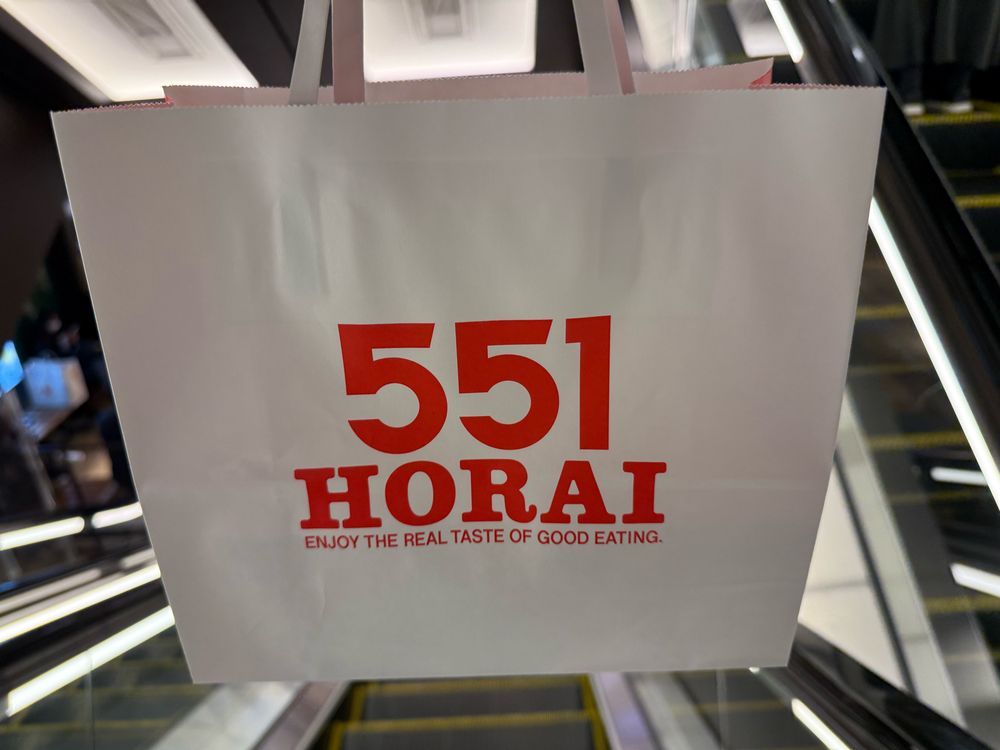 551
HORAI
ENJOY THE REAL TASTE OF GOOD EATING.